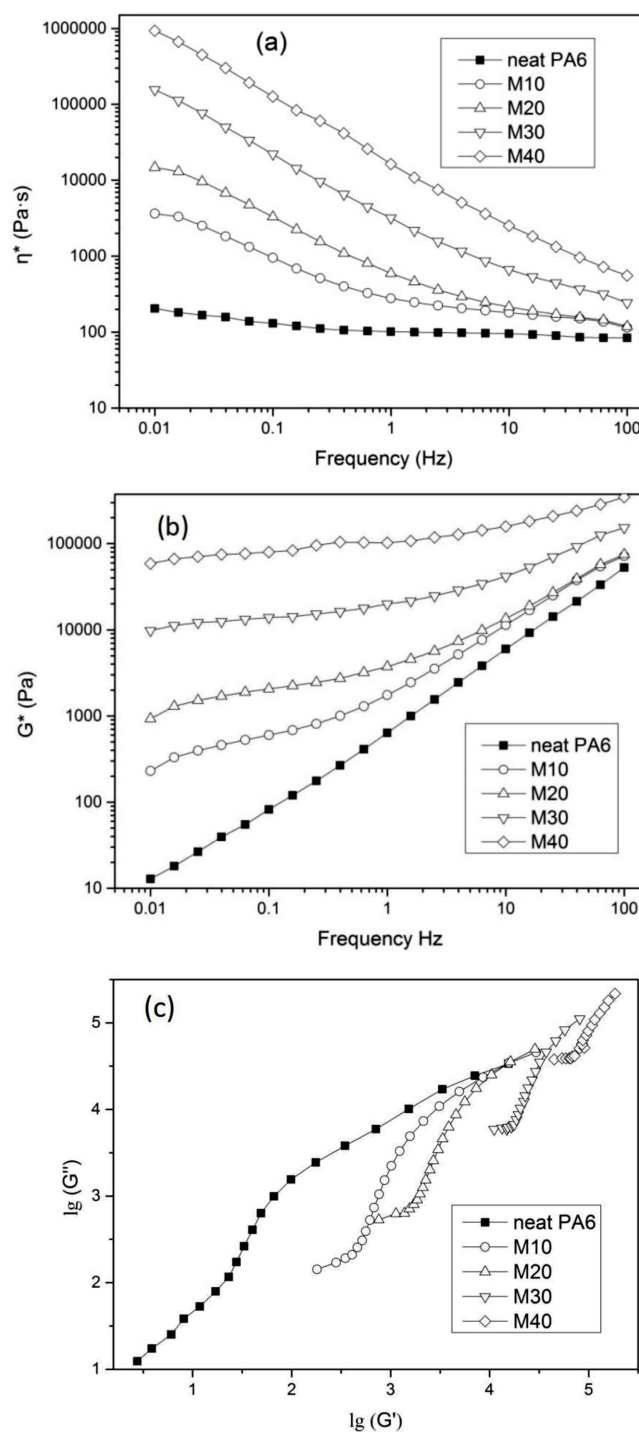 (a)
1000000
100000
10000
1000
100
10
η* (Pa·s)
neat PA6
M10
M20
M30
M40
0.01 0.1 1 10 100
Frequency (Hz)
(b)
100000
10000
1000
100
10
G* (Pa)
neat PA6
M10
M20
M30
M40
0.01 0.1 1 10 100
Frequency Hz
(c)
5
4
3
2
1
lg (G'')
neat PA6
M10
M20
M30
M40
1 2 3 4 5
lg (G')